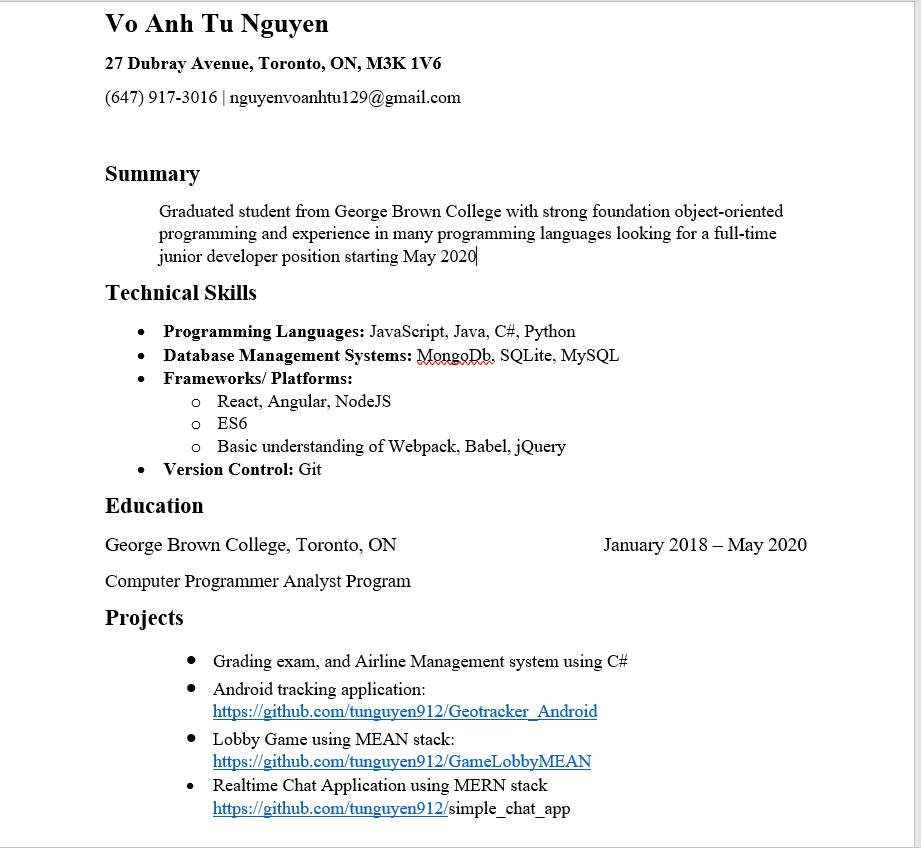 Vo Anh Tu Nguyen
27 Dubray Avenue, Toronto, ON, M3K 1V6
(647) 917-3016 | nguyenvoanhtu129@gmail.com
Summary
Graduated student from George Brown College with strong foundation object-oriented
programming and experience in many programming languages looking for a full-time
junior developer position starting May 2020
Technical Skills
• Programming Languages: JavaScript, Java, C#, Python
• Database Management Systems: MongoDb, SQLite, MySQL
• Frameworks/ Platforms:
o React, Angular, NodeJS
o ES6
o Basic understanding of Webpack, Babel, jQuery
• Version Control: Git
Education
George Brown College, Toronto, ON January 2018 – May 2020
Computer Programmer Analyst Program
Projects
• Grading exam, and Airline Management system using C#
• Android tracking application:
https://github.com/tunguyen912/Geotracker_Android
• Lobby Game using MEAN stack:
https://github.com/tunguyen912/GameLobbyMEAN
• Realtime Chat Application using MERN stack
https://github.com/tunguyen912/simple_chat_app